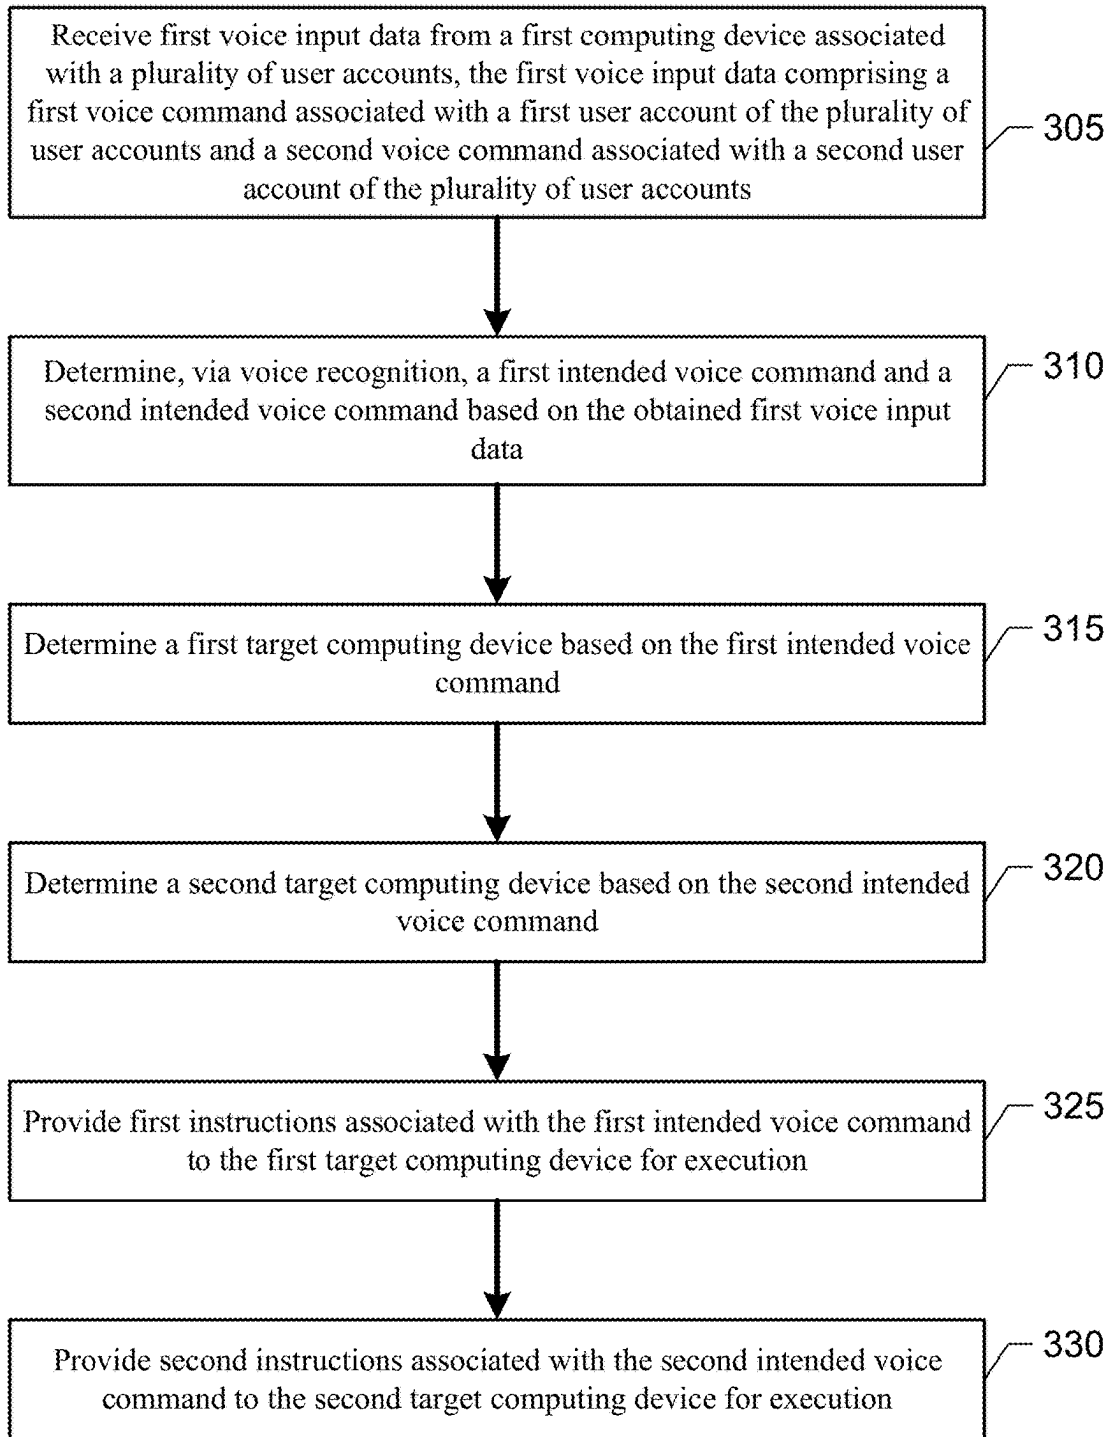 Receive first voice input data from a first computing device associated
with a plurality of user accounts, the first voice input data comprising a
first voice command associated with a first user account of the plurality of
user accounts and a second voice command associated with a second user
account of the plurality of user accounts
305
Determine, via voice recognition, a first intended voice command and a
second intended voice command based on the obtained first voice input
data
310
Determine a first target computing device based on the first intended voice
command
315
Determine a second target computing device based on the second intended
voice command
320
Provide first instructions associated with the first intended voice command
to the first target computing device for execution
325
Provide second instructions associated with the second intended voice
command to the second target computing device for execution
330